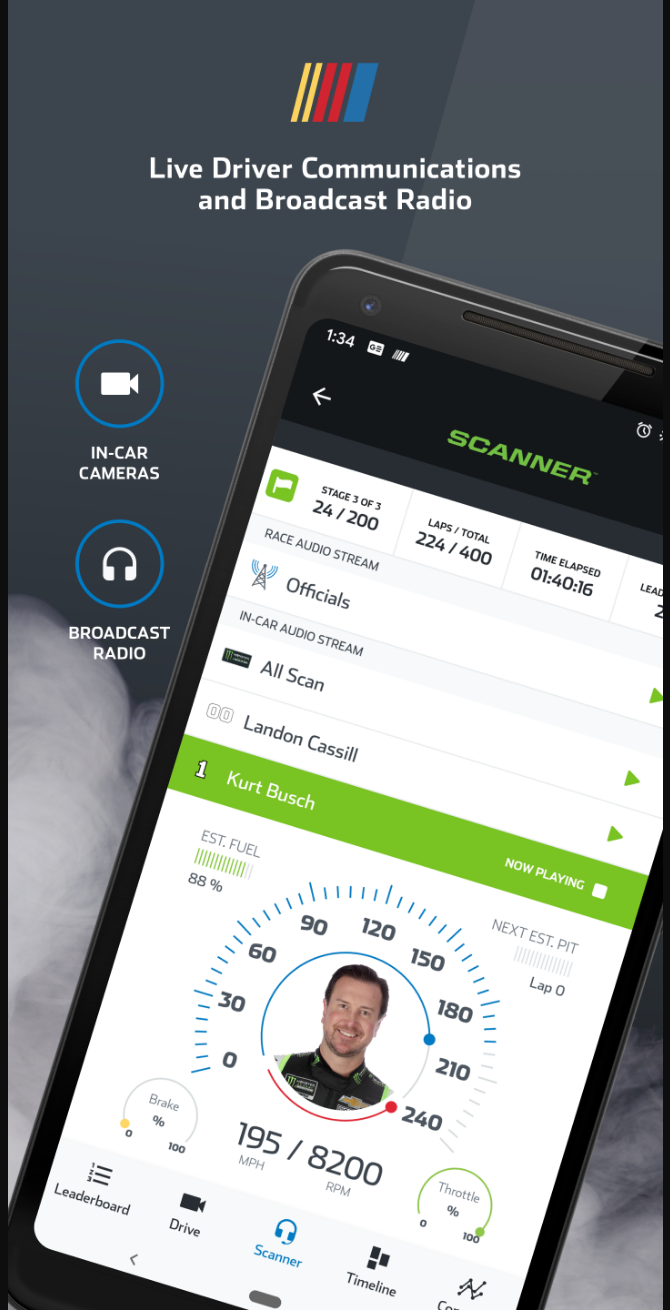 Live Driver Communications
and Broadcast Radio
IN-CAR
CAMERAS
BROADCAST
RADIO
1:34
SCANNER
STAGE 3 OF 3
24 / 200
LAPS / TOTAL
224 / 400
TIME ELAPSED
01:40:16
LEAD
RACE AUDIO STREAM
Officials
IN-CAR AUDIO STREAM
All Scan
00 Landon Cassill
1 Kurt Busch
NOW PLAYING
EST. FUEL
88 %
NEXT EST. PIT
Lap 0
0
30
60
90
120
150
180
210
240
Brake
%
0 100
195 / 8200
MPH RPM
Throttle
%
0 100
Leaderboard
Drive
Scanner
Timeline